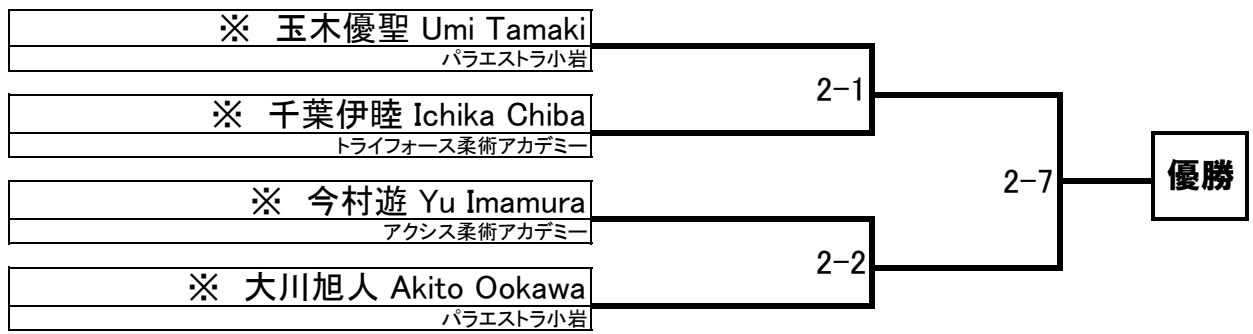 ※ 玉木優聖 Umi Tamaki
パラエストラ小岩
2-1
※ 千葉伊睦 Ichika Chiba
トライフォース柔術アカデミー
2-7
優勝
※ 今村遊 Yu Imamura
アクシス柔術アカデミー
2-2
※ 大川旭人 Akito Ookawa
パラエストラ小岩